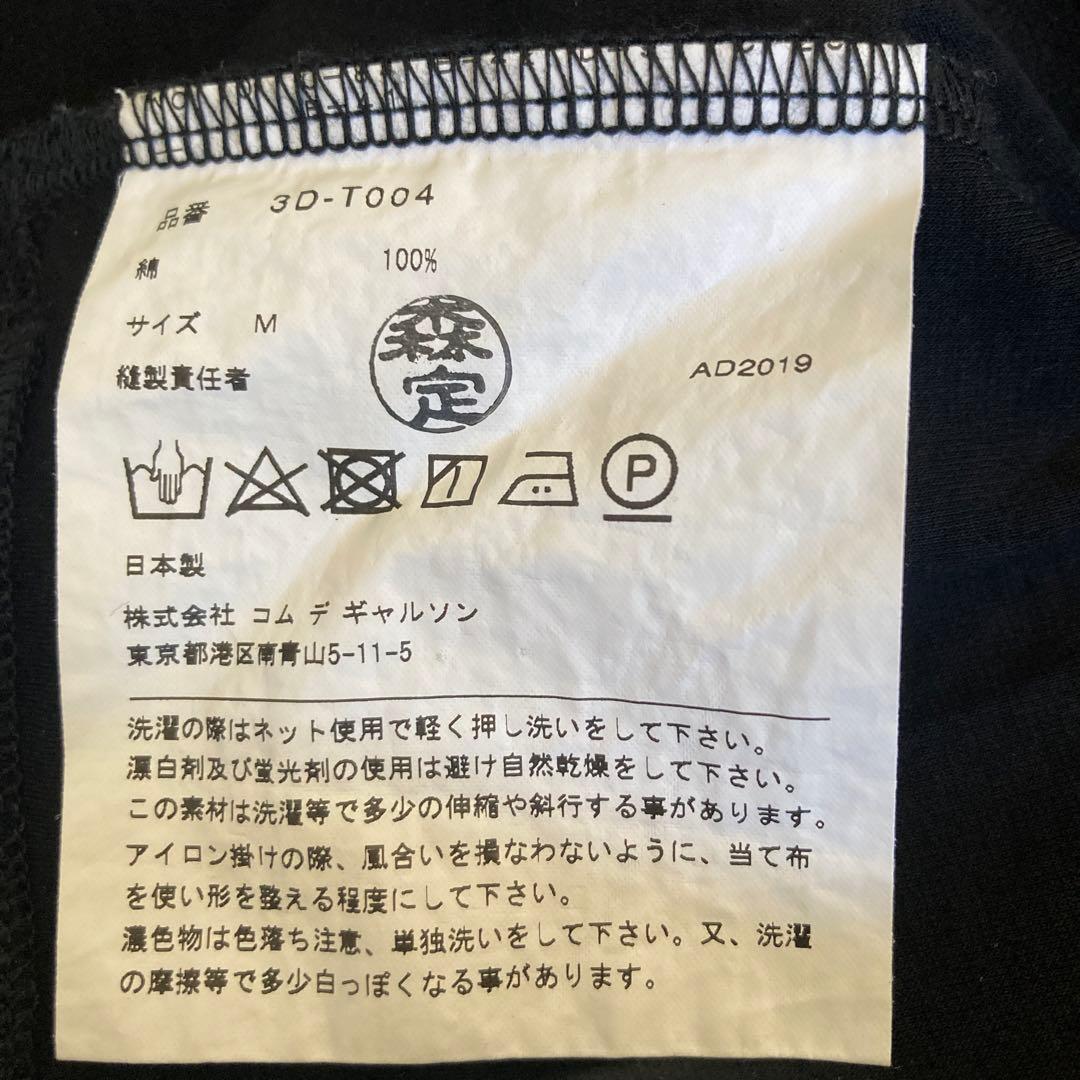 品番 3D-T004
綿 100%
サイズ M
縫製責任者
森定
AD2019
P
日本製
株式会社 コム デ ギャルソン
東京都港区南青山5-11-5
洗濯の際はネット使用で軽く押し洗いをして下さい。
漂白剤及び蛍光剤の使用は避け自然乾燥をして下さい。
この素材は洗濯等で多少の伸縮や斜行する事があります。
アイロン掛けの際、風合いを損なわないように、当て布
を使い形を整える程度にして下さい。
濃色物は色落ち注意、単独洗いをして下さい。又、洗濯
の摩擦等で多少白っぽくなる事があります。